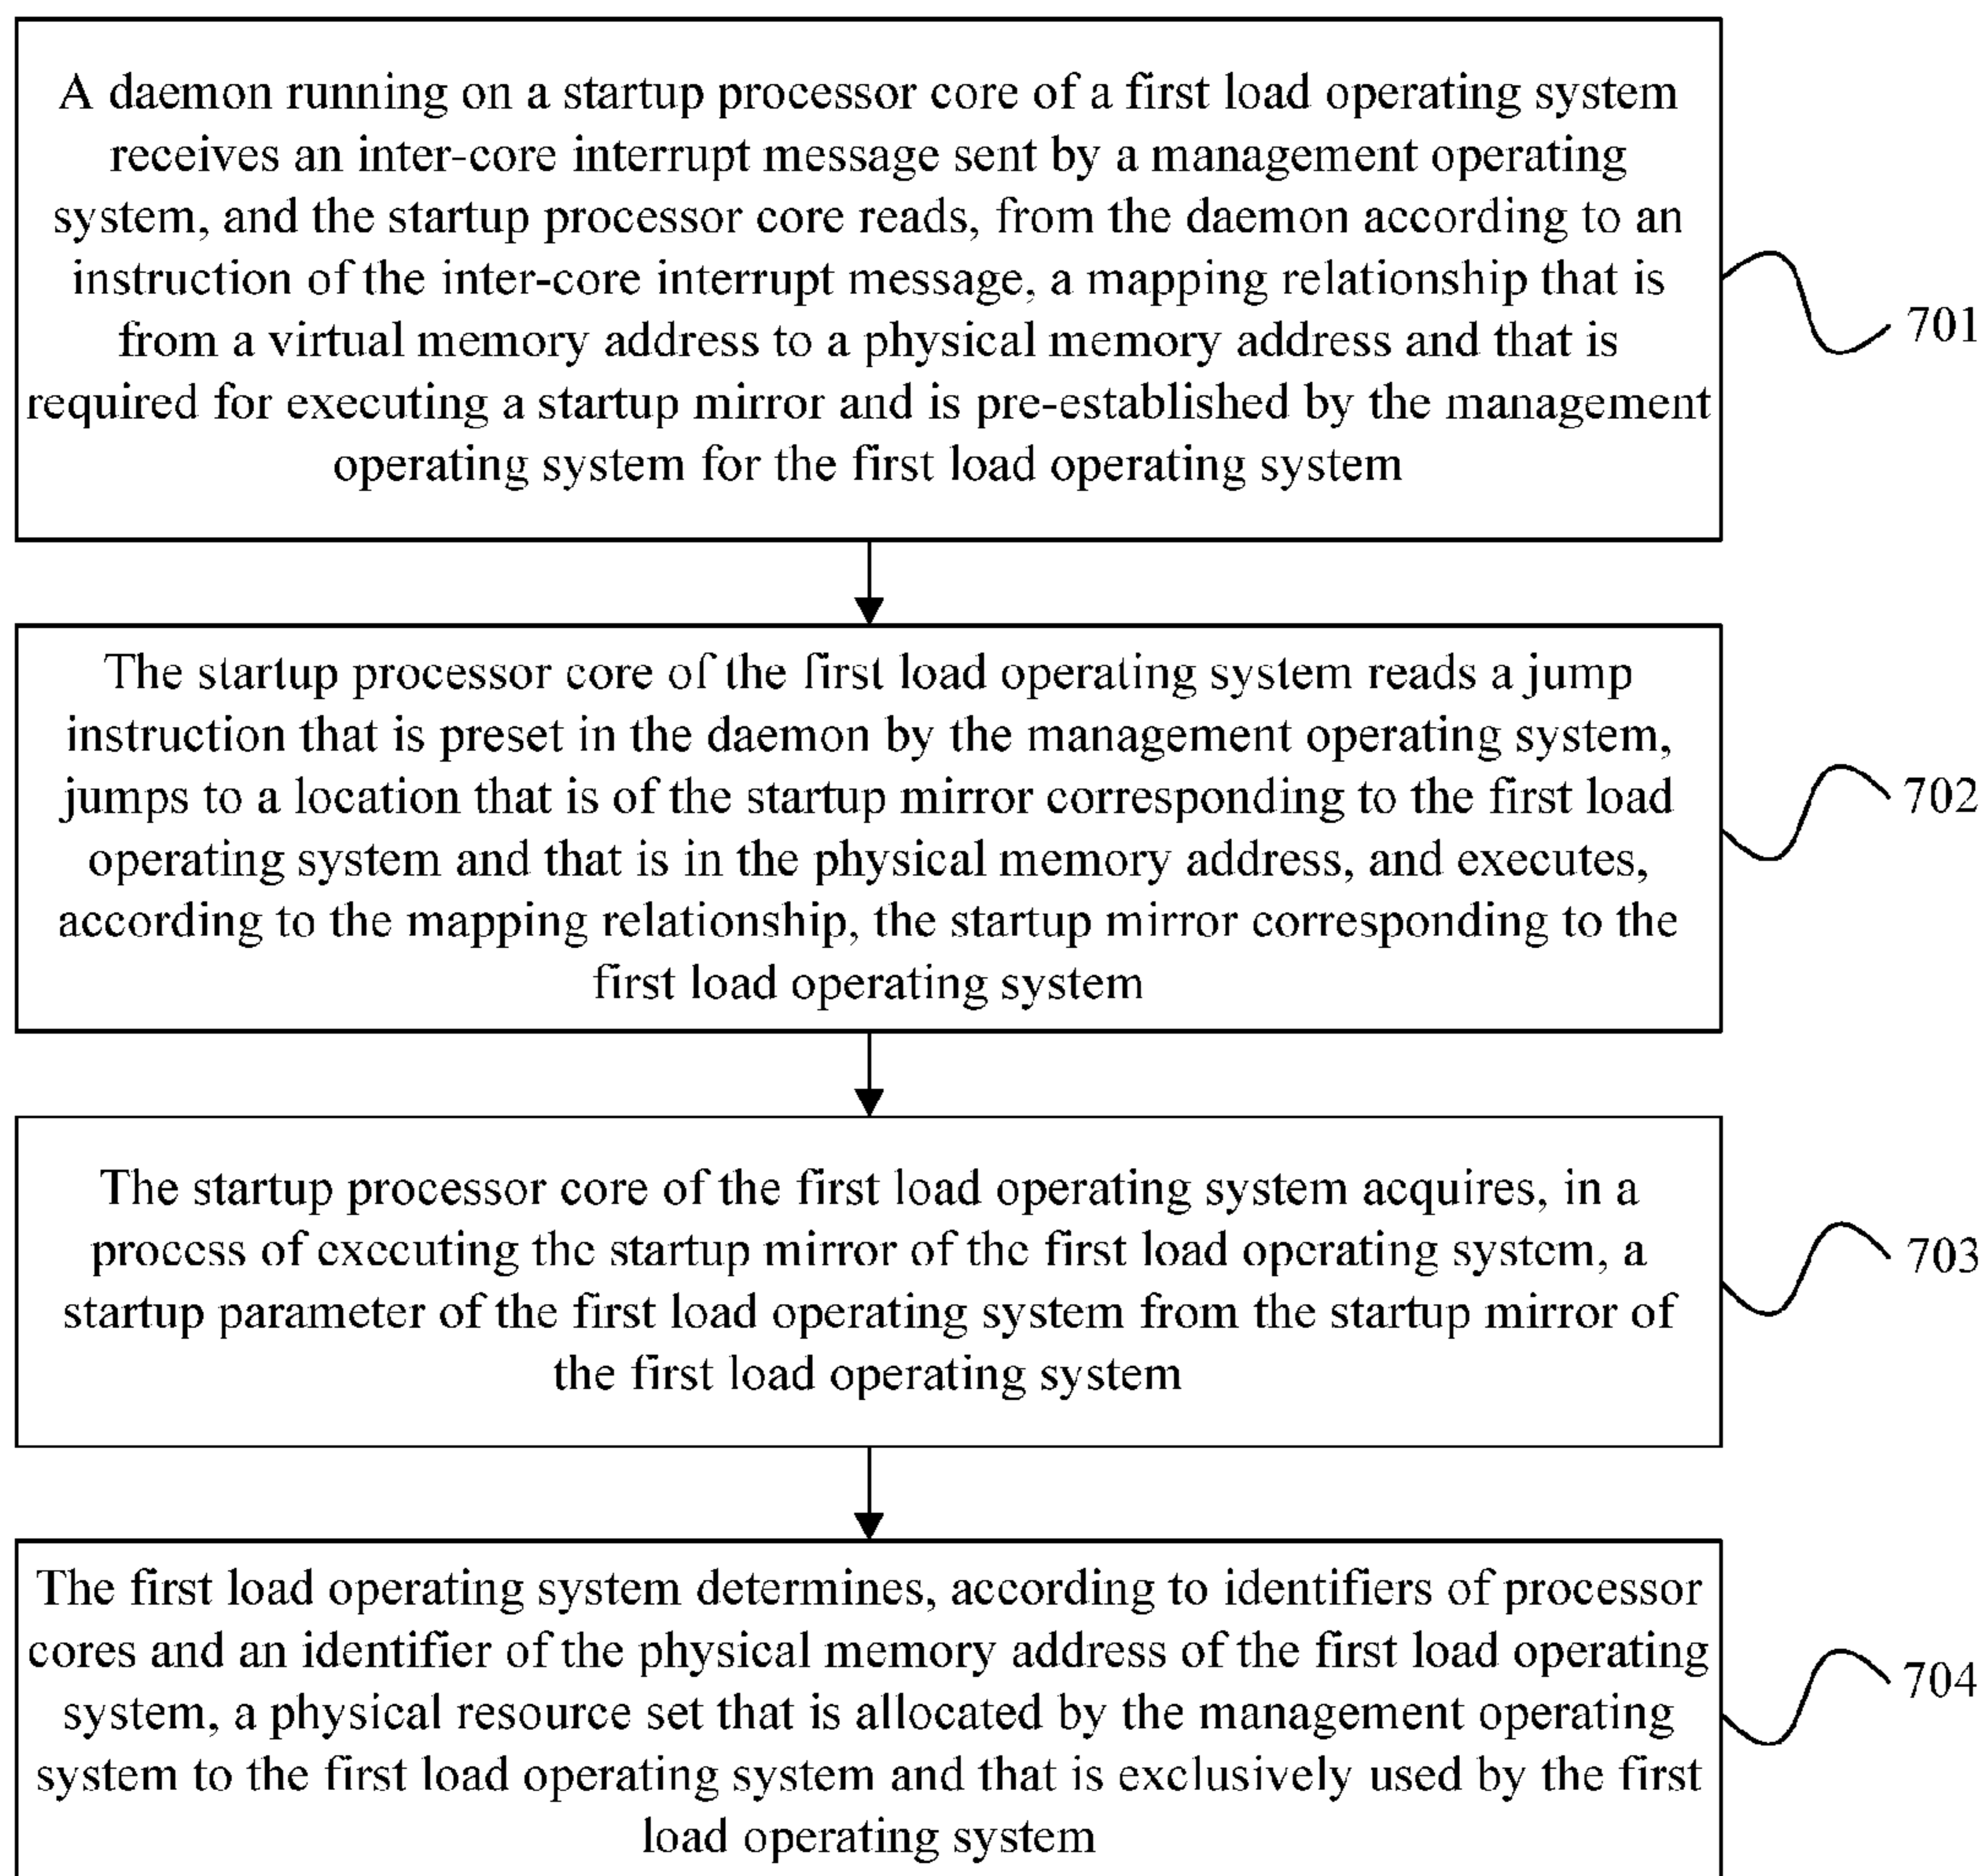 A daemon running on a startup processor core of a first load operating system
receives an inter-core interrupt message sent by a management operating
system, and the startup processor core reads, from the daemon according to an
instruction of the inter-core interrupt message, a mapping relationship that is
from a virtual memory address to a physical memory address and that is
required for executing a startup mirror and is pre-established by the management
operating system for the first load operating system
701
The startup processor core of the first load operating system reads a jump
instruction that is preset in the daemon by the management operating system,
jumps to a location that is of the startup mirror corresponding to the first load
operating system and that is in the physical memory address, and executes,
according to the mapping relationship, the startup mirror corresponding to the
first load operating system
702
The startup processor core of the first load operating system acquires, in a
process of executing the startup mirror of the first load operating system, a
startup parameter of the first load operating system from the startup mirror of
the first load operating system
703
The first load operating system determines, according to identifiers of processor
cores and an identifier of the physical memory address of the first load operating
system, a physical resource set that is allocated by the management operating
system to the first load operating system and that is exclusively used by the first
load operating system
704